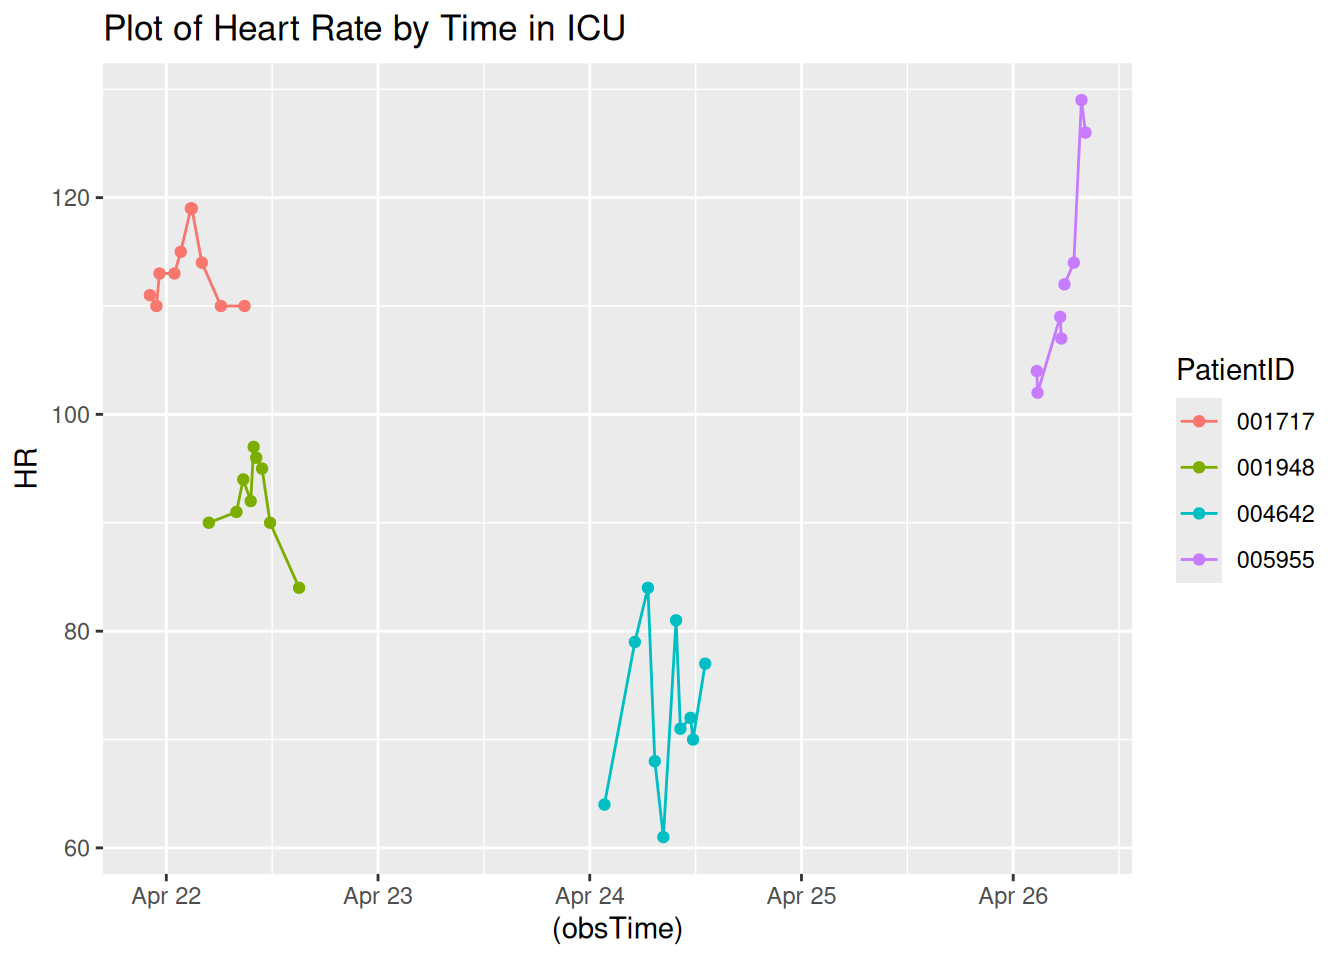 Plot of Heart Rate by Time in ICU
120
100
80
60
HR
Apr 22
Apr 23
Apr 24
Apr 25
Apr 26
(obsTime)
PatientID
001717
001948
004642
005955